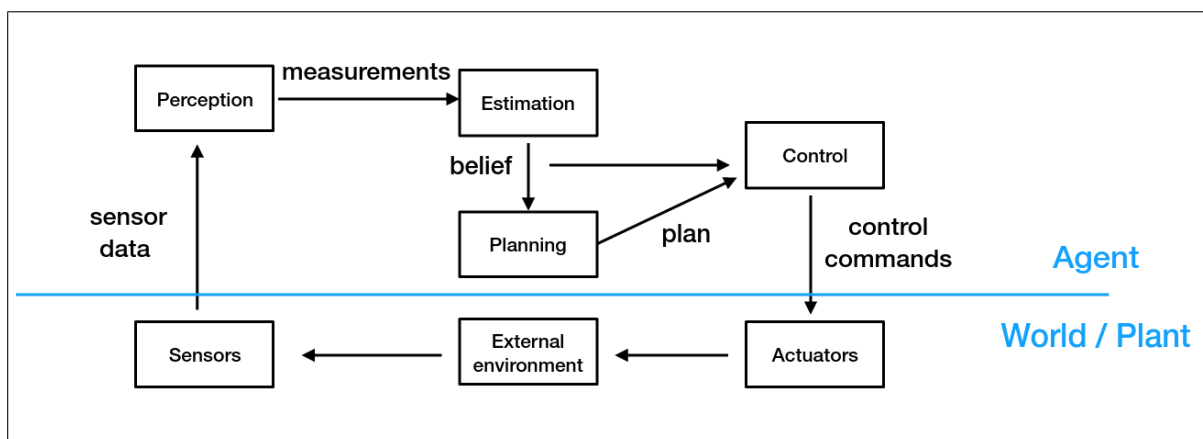 measurements
Perception
Estimation
belief
Control
sensor
data
Planning
plan
control
commands
Agent
World / Plant
Sensors
External
environment
Actuators